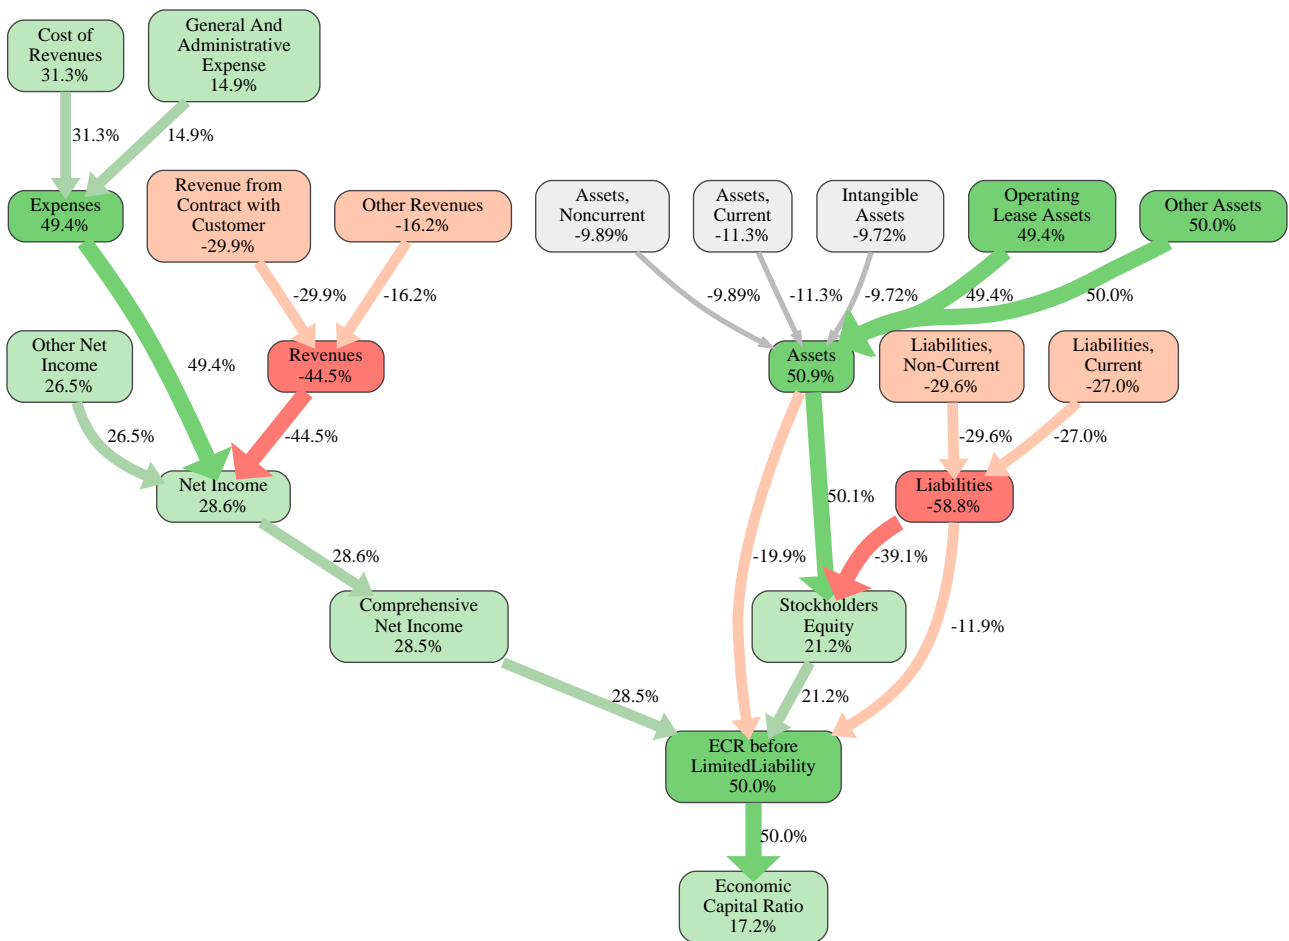 Cost of
Revenues
31.3%
General And
Administrative
Expense
14.9%
31.3%
14.9%
Expenses
49.4%
Revenue from
Contract with
Customer
-29.9%
Other Revenues
-16.2%
Assets,
Noncurrent
-9.89%
Assets,
Current
-11.3%
Intangible
Assets
-9.72%
Operating
Lease Assets
49.4%
Other Assets
50.0%
-29.9%
-16.2%
-9.89%
-11.3%
-9.72%
49.4%
50.0%
Other Net
Income
26.5%
49.4%
Revenues
-44.5%
Assets
50.9%
Liabilities,
Non-Current
-29.6%
Liabilities,
Current
-27.0%
26.5%
-44.5%
-29.6%
-27.0%
Net Income
28.6%
50.1%
Liabilities
-58.8%
28.6%
-19.9%
-39.1%
Comprehensive
Net Income
28.5%
Stockholders
Equity
21.2%
-11.9%
28.5%
21.2%
ECR before
LimitedLiability
50.0%
50.0%
Economic
Capital Ratio
17.2%